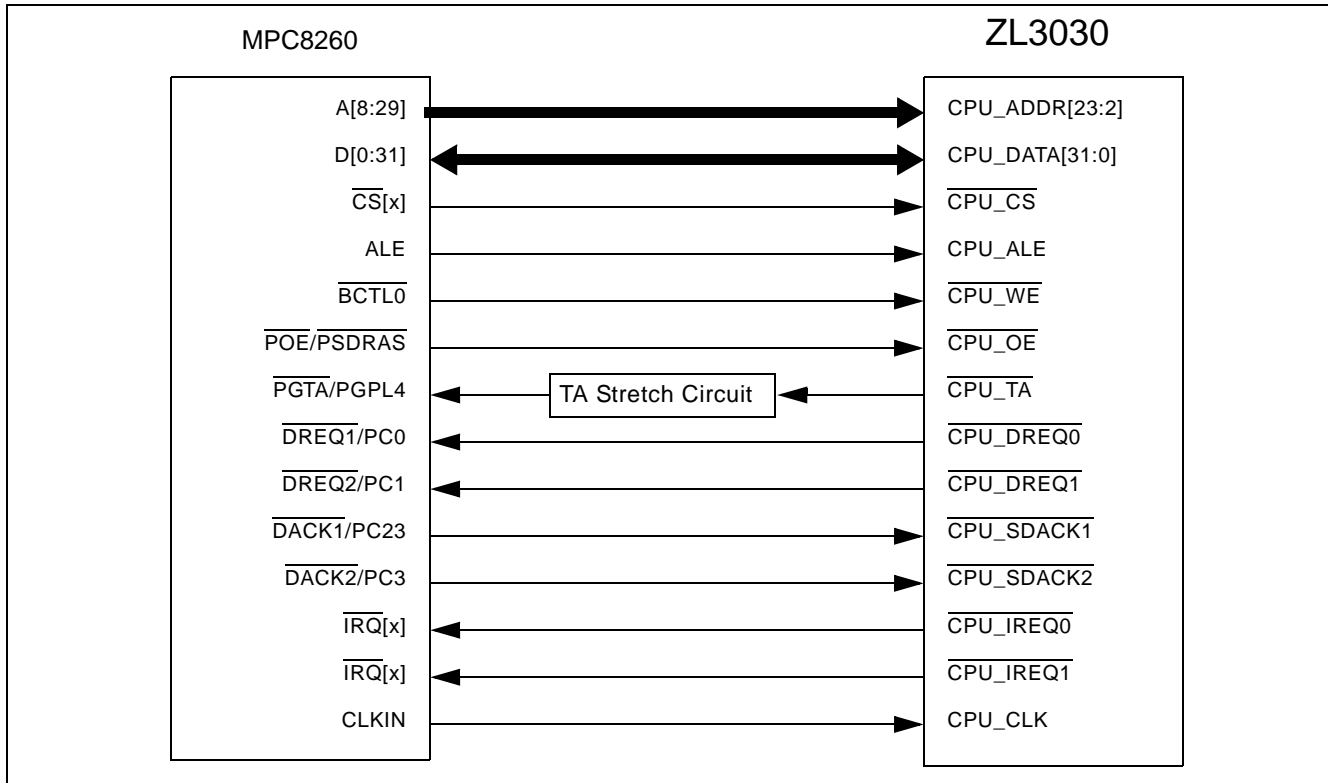 MPC8260 ZL3030
A[8:29] CPU_ADDR[23:2]
D[0:31] CPU_DATA[31:0]
CS[x] CPU_CS
ALE CPU_ALE
BCTL0 CPU_WE
POE/PSDRAS CPU_OE
PGTA/PGPL4 TA Stretch Circuit CPU_TA
DREQ1/PC0 CPU_DREQ0
DREQ2/PC1 CPU_DREQ1
DACK1/PC23 CPU_SDACK1
DACK2/PC3 CPU_SDACK2
IRQ[x] CPU_IREQ0
IRQ[x] CPU_IREQ1
CLKIN CPU_CLK